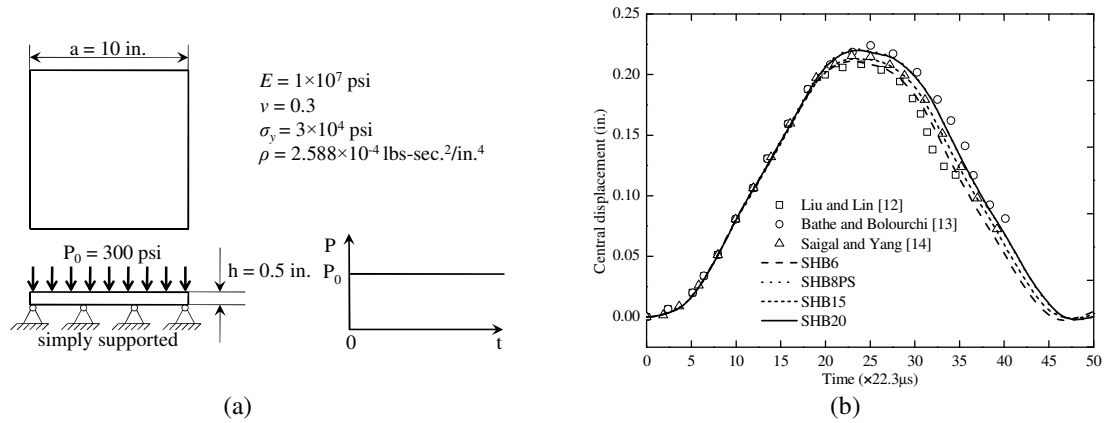 a = 10 in.
E = 1×10⁷ psi
ν = 0.3
σy = 3×10⁴ psi
ρ = 2.588×10⁻⁴ lbs-sec.²/in.⁴
P₀ = 300 psi
h = 0.5 in.
simply supported
P
P₀
0
t
(a)
Central displacement (in.)
0.25
0.20
0.15
0.10
0.05
0.00
Liu and Lin [12]
Bathe and Bolourchi [13]
Saigal and Yang [14]
SHB6
SHB8PS
SHB15
SHB20
0 5 10 15 20 25 30 35 40 45 50
Time (×22.3μs)
(b)